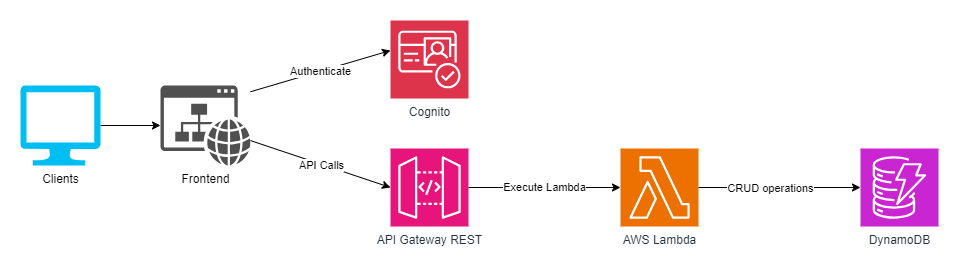 Authenticate
Cognito
Clients
Frontend
API Calls
API Gateway REST
Execute Lambda
AWS Lambda
CRUD operations
DynamoDB